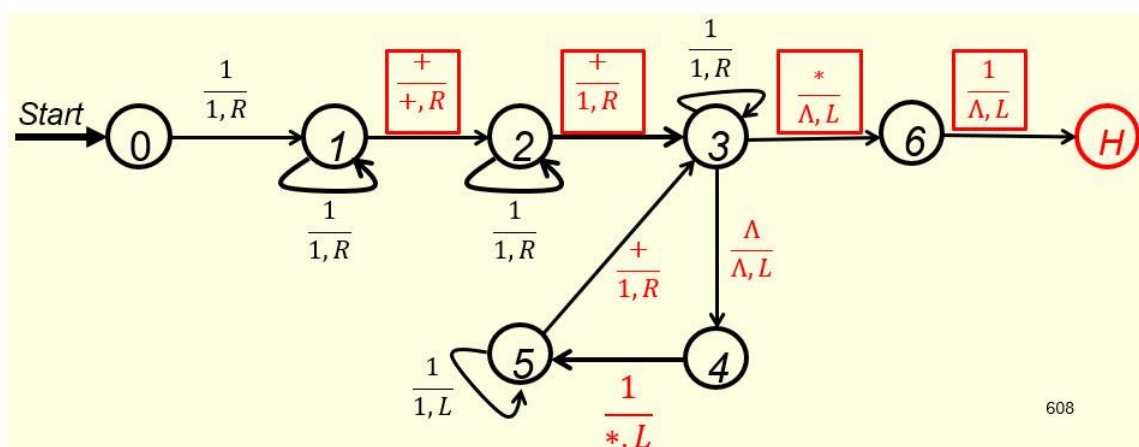 Start
0
1
1, R
1
+
+, R
2
+
1, R
3
1
1, R
*
Λ, L
6
1
Λ, L
H
1
1, R
1
1, R
+
1, R
Λ
Λ, L
5
4
1
1, L
1
*, L
608